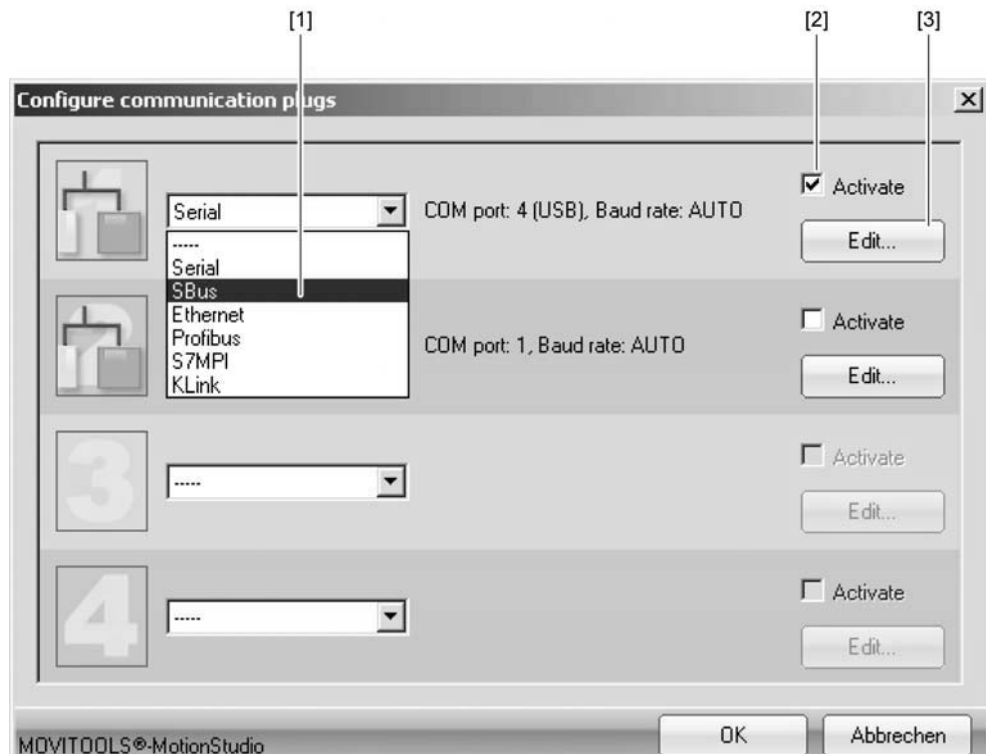 [1] [2] [3]
Configure communication plugs
Serial COM port: 4 (USB), Baud rate: AUTO
Activate
Edit...
-----
Serial
SBus
Ethernet
Profibus
S7MPI
KLink
COM port: 1, Baud rate: AUTO
Activate
Edit...
3
-----
Activate
Edit...
4
-----
Activate
Edit...
MOVITOOLS®-MotionStudio
OK
Abbrechen